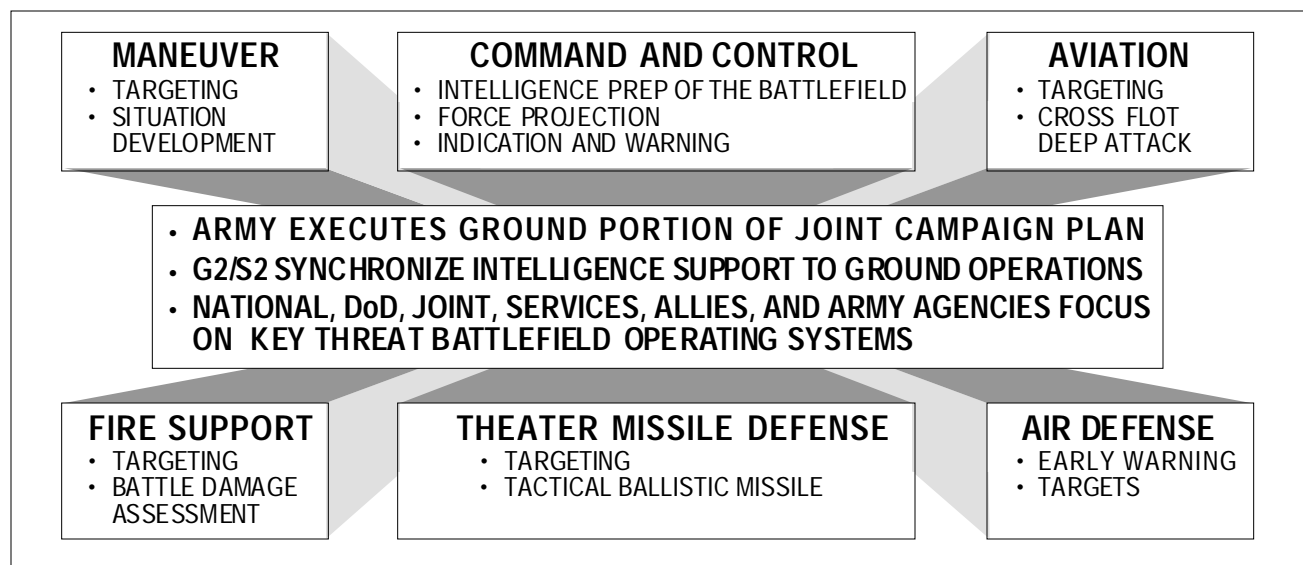 MANEUVER
• TARGETING
• SITUATION
DEVELOPMENT
COMMAND AND CONTROL
• INTELLIGENCE PREP OF THE BATTLEFIELD
• FORCE PROJECTION
• INDICATION AND WARNING
AVIATION
• TARGETING
• CROSS FLOT
DEEP ATTACK
• ARMY EXECUTES GROUND PORTION OF JOINT CAMPAIGN PLAN
• G2/S2 SYNCHRONIZE INTELLIGENCE SUPPORT TO GROUND OPERATIONS
• NATIONAL, DoD, JOINT, SERVICES, ALLIES, AND ARMY AGENCIES FOCUS
ON KEY THREAT BATTLEFIELD OPERATING SYSTEMS
FIRE SUPPORT
• TARGETING
• BATTLE DAMAGE
ASSESSMENT
THEATER MISSILE DEFENSE
• TARGETING
• TACTICAL BALLISTIC MISSILE
AIR DEFENSE
• EARLY WARNING
• TARGETS